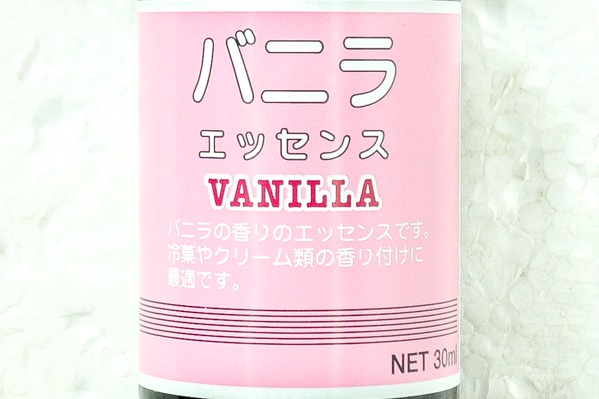 バニラ
エッセンス
VANILLA
バニラの香りのエッセンスです。
冷菓やクリーム類の香り付けに
最適です。
NET 30ml